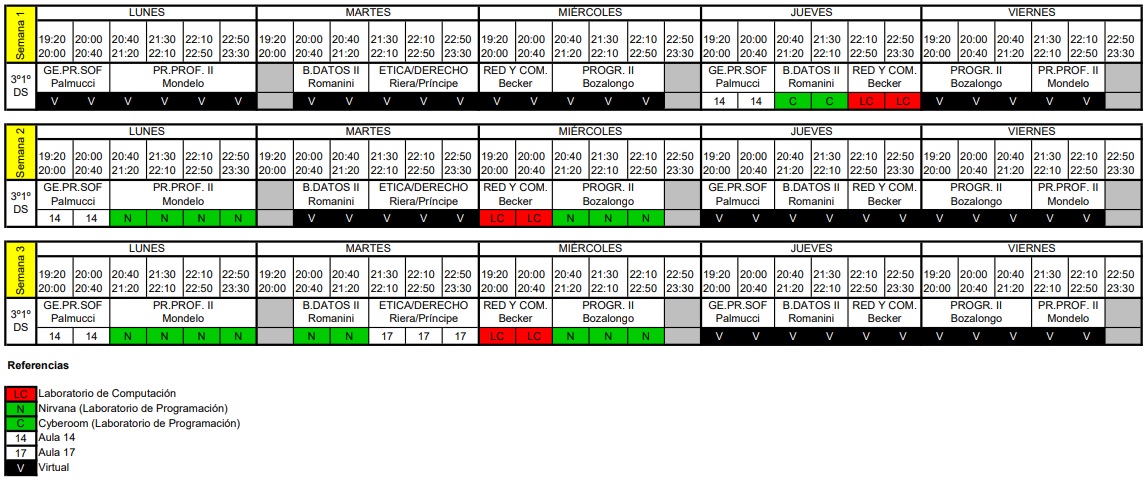 Semana 1
LUNES MARTES MIÉRCOLES JUEVES VIERNES
19:20 20:00 20:40 21:30 22:10 22:50 19:20 20:00 20:40 21:30 22:10 22:50 19:20 20:00 20:40 21:30 22:10 22:50 19:20 20:00 20:40 21:30 22:10 22:50 19:20 20:00 20:40 21:30 22:10 22:50
20:00 20:40 21:20 22:10 22:50 23:30 20:00 20:40 21:20 22:10 22:50 23:30 20:00 20:40 21:20 22:10 22:50 23:30 20:00 20:40 21:20 22:10 22:50 23:30 20:00 20:40 21:20 22:10 22:50 23:30
3º1º DS
GE.PR.SOF PR.PROF. II B.DATOS II ETICA/DERECHO RED Y COM. PROGR. II GE.PR.SOF B.DATOS II RED Y COM. PROGR. II PR.PROF. II
Palmucci Mondelo Romanini Riera/Príncipe Becker Bozalongo Palmucci Romanini Becker Bozalongo Mondelo
V V V V V V V V V V V V V V V V 14 14 C C LC LC V V V V V
Semana 2
LUNES MARTES MIÉRCOLES JUEVES VIERNES
19:20 20:00 20:40 21:30 22:10 22:50 19:20 20:00 20:40 21:30 22:10 22:50 19:20 20:00 20:40 21:30 22:10 22:50 19:20 20:00 20:40 21:30 22:10 22:50 19:20 20:00 20:40 21:30 22:10 22:50
20:00 20:40 21:20 22:10 22:50 23:30 20:00 20:40 21:20 22:10 22:50 23:30 20:00 20:40 21:20 22:10 22:50 23:30 20:00 20:40 21:20 22:10 22:50 23:30 20:00 20:40 21:20 22:10 22:50 23:30
3º1º DS
GE.PR.SOF PR.PROF. II B.DATOS II ETICA/DERECHO RED Y COM. PROGR. II GE.PR.SOF B.DATOS II RED Y COM. PROGR. II PR.PROF. II
Palmucci Mondelo Romanini Riera/Príncipe Becker Bozalongo Palmucci Romanini Becker Bozalongo Mondelo
14 14 N N N N V V V V V LC LC N N N V V V V V V V V V V V
Semana 3
LUNES MARTES MIÉRCOLES JUEVES VIERNES
19:20 20:00 20:40 21:30 22:10 22:50 19:20 20:00 20:40 21:30 22:10 22:50 19:20 20:00 20:40 21:30 22:10 22:50 19:20 20:00 20:40 21:30 22:10 22:50 19:20 20:00 20:40 21:30 22:10 22:50
20:00 20:40 21:20 22:10 22:50 23:30 20:00 20:40 21:20 22:10 22:50 23:30 20:00 20:40 21:20 22:10 22:50 23:30 20:00 20:40 21:20 22:10 22:50 23:30 20:00 20:40 21:20 22:10 22:50 23:30
3º1º DS
GE.PR.SOF PR.PROF. II B.DATOS II ETICA/DERECHO RED Y COM. PROGR. II GE.PR.SOF B.DATOS II RED Y COM. PROGR. II PR.PROF. II
Palmucci Mondelo Romanini Riera/Príncipe Becker Bozalongo Palmucci Romanini Becker Bozalongo Mondelo
14 14 N N N N N N 17 17 17 LC LC N N N V V V V V V V V V V V
Referencias
LC Laboratorio de Computación
N Nirvana (Laboratorio de Programación)
C Cyberoom (Laboratorio de Programación)
14 Aula 14
17 Aula 17
V Virtual